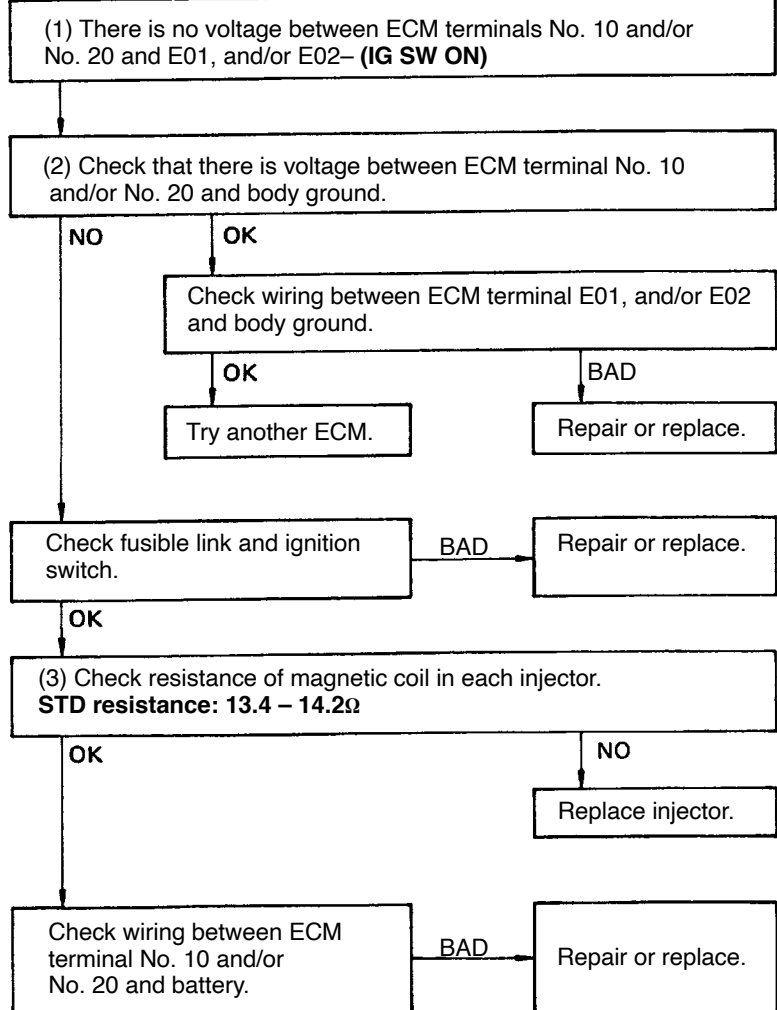 (1) There is no voltage between ECM terminals No. 10 and/or
No. 20 and E01, and/or E02– (IG SW ON)
(2) Check that there is voltage between ECM terminal No. 10
and/or No. 20 and body ground.
NO
OK
Check wiring between ECM terminal E01, and/or E02
and body ground.
OK
BAD
Try another ECM.
Repair or replace.
Check fusible link and ignition
switch.
BAD
Repair or replace.
OK
(3) Check resistance of magnetic coil in each injector.
STD resistance: 13.4 – 14.2Ω
OK
NO
Replace injector.
Check wiring between ECM
terminal No. 10 and/or
No. 20 and battery.
BAD
Repair or replace.